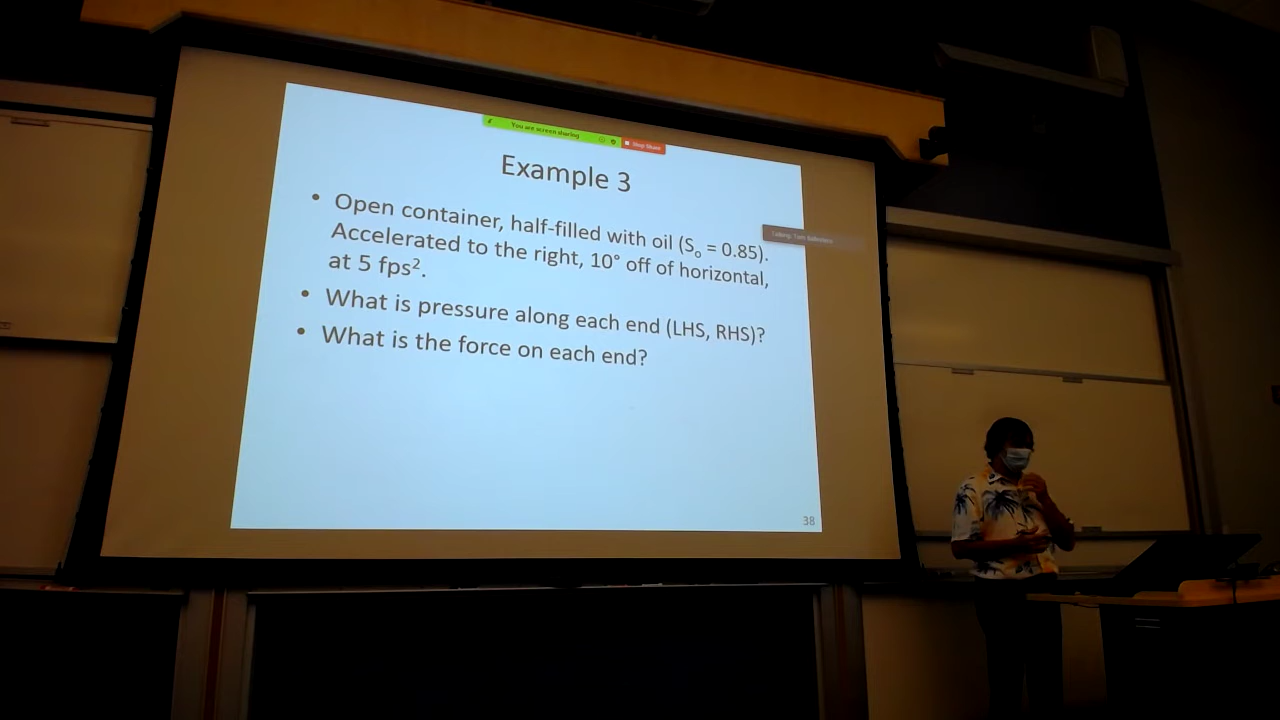 You are screen sharing
Stop Share
Example 3
• Open container, half-filled with oil (Sₒ = 0.85).
Accelerated to the right, 10° off of horizontal,
at 5 fps².
• What is pressure along each end (LHS, RHS)?
• What is the force on each end?
38